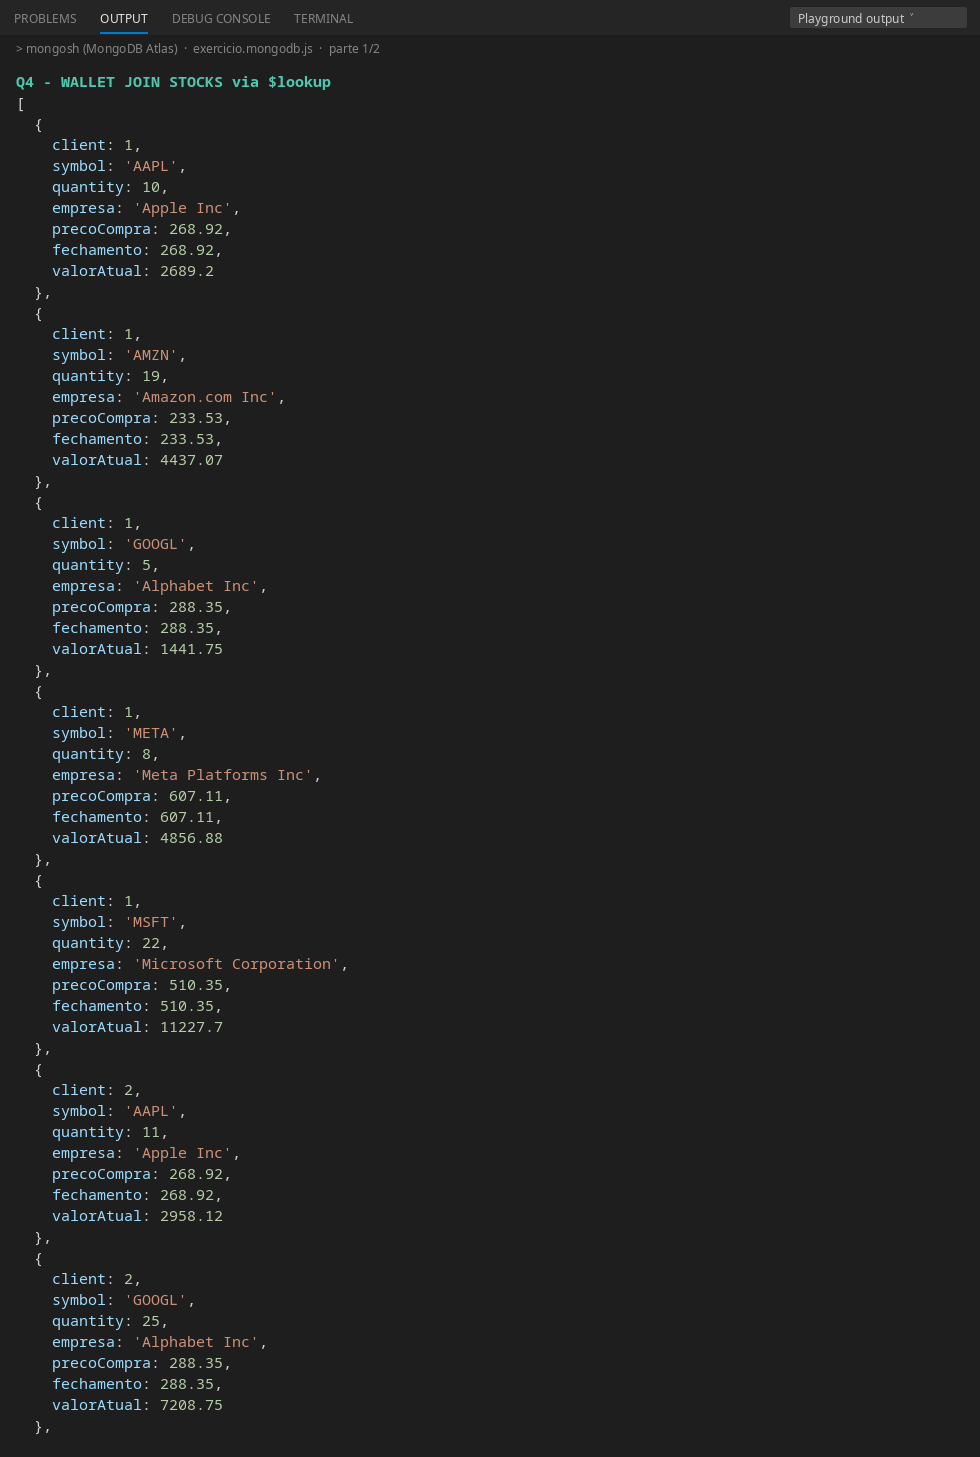 PROBLEMS OUTPUT DEBUG CONSOLE TERMINAL Playground output ˅
> mongosh (MongoDB Atlas) · exercicio.mongodb.js · parte 1/2
Q4 - WALLET JOIN STOCKS via $lookup
[
  {
    client: 1,
    symbol: 'AAPL',
    quantity: 10,
    empresa: 'Apple Inc',
    precoCompra: 268.92,
    fechamento: 268.92,
    valorAtual: 2689.2
  },
  {
    client: 1,
    symbol: 'AMZN',
    quantity: 19,
    empresa: 'Amazon.com Inc',
    precoCompra: 233.53,
    fechamento: 233.53,
    valorAtual: 4437.07
  },
  {
    client: 1,
    symbol: 'GOOGL',
    quantity: 5,
    empresa: 'Alphabet Inc',
    precoCompra: 288.35,
    fechamento: 288.35,
    valorAtual: 1441.75
  },
  {
    client: 1,
    symbol: 'META',
    quantity: 8,
    empresa: 'Meta Platforms Inc',
    precoCompra: 607.11,
    fechamento: 607.11,
    valorAtual: 4856.88
  },
  {
    client: 1,
    symbol: 'MSFT',
    quantity: 22,
    empresa: 'Microsoft Corporation',
    precoCompra: 510.35,
    fechamento: 510.35,
    valorAtual: 11227.7
  },
  {
    client: 2,
    symbol: 'AAPL',
    quantity: 11,
    empresa: 'Apple Inc',
    precoCompra: 268.92,
    fechamento: 268.92,
    valorAtual: 2958.12
  },
  {
    client: 2,
    symbol: 'GOOGL',
    quantity: 25,
    empresa: 'Alphabet Inc',
    precoCompra: 288.35,
    fechamento: 288.35,
    valorAtual: 7208.75
  },